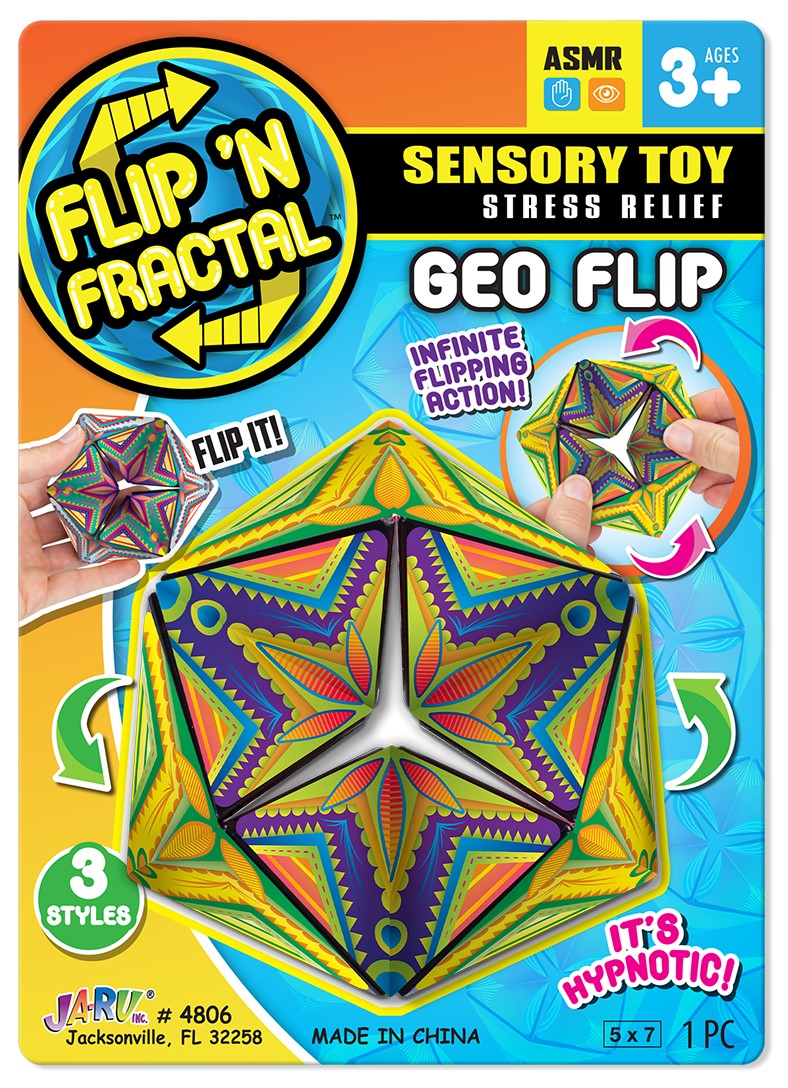 ASMR
AGES
3+
FLIP 'N
FRACTAL™
SENSORY TOY
STRESS RELIEF
GEO FLIP
INFINITE
FLIPPING
ACTION!
FLIP IT!
3
STYLES
IT'S
HYPNOTIC!
JA-RU® INC. # 4806
Jacksonville, FL 32258
MADE IN CHINA
5 x 7
1 PC